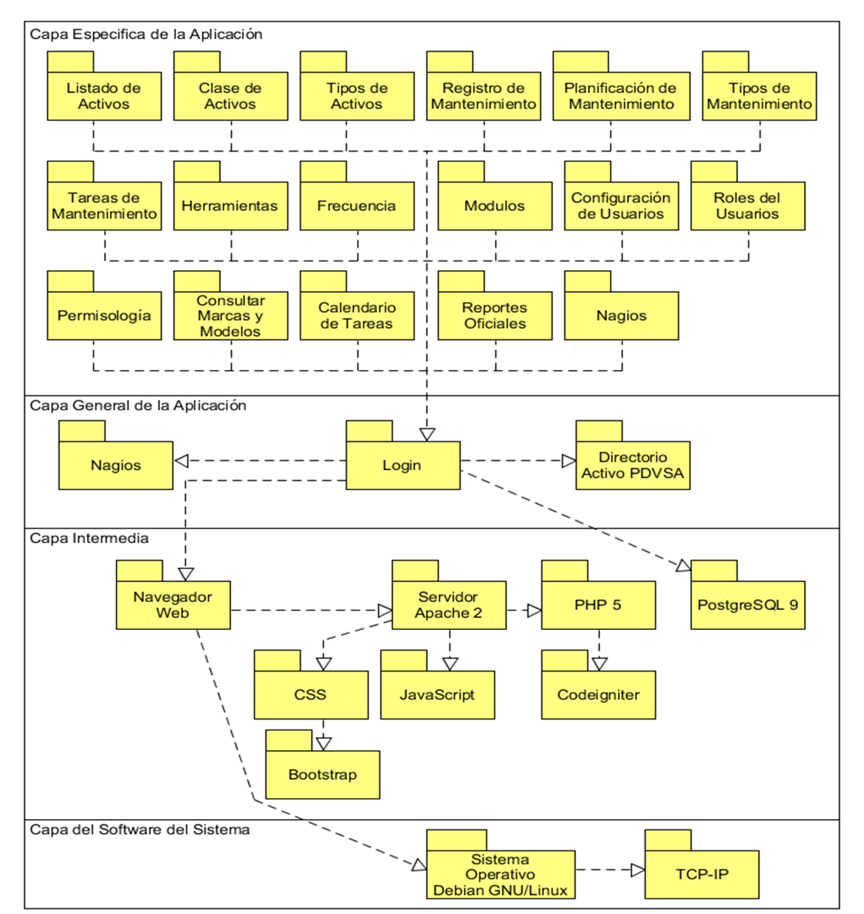 Capa Especifica de la Aplicación
Listado de
Activos
Clase de
Activos
Tipos de
Activos
Registro de
Mantenimiento
Planificación de
Mantenimiento
Tipos de
Mantenimiento
Tareas de
Mantenimiento
Herramientas
Frecuencia
Modulos
Configuración
de Usuarios
Roles del
Usuarios
Permisología
Consultar
Marcas y
Modelos
Calendario
de Tareas
Reportes
Oficiales
Nagios
Capa General de la Aplicación
Nagios
Login
Directorio
Activo PDVSA
Capa Intermedia
Navegador
Web
Servidor
Apache 2
PHP 5
PostgreSQL 9
CSS
JavaScript
Codeigniter
Bootstrap
Capa del Software del Sistema
Sistema
Operativo
Debian GNU/Linux
TCP-IP